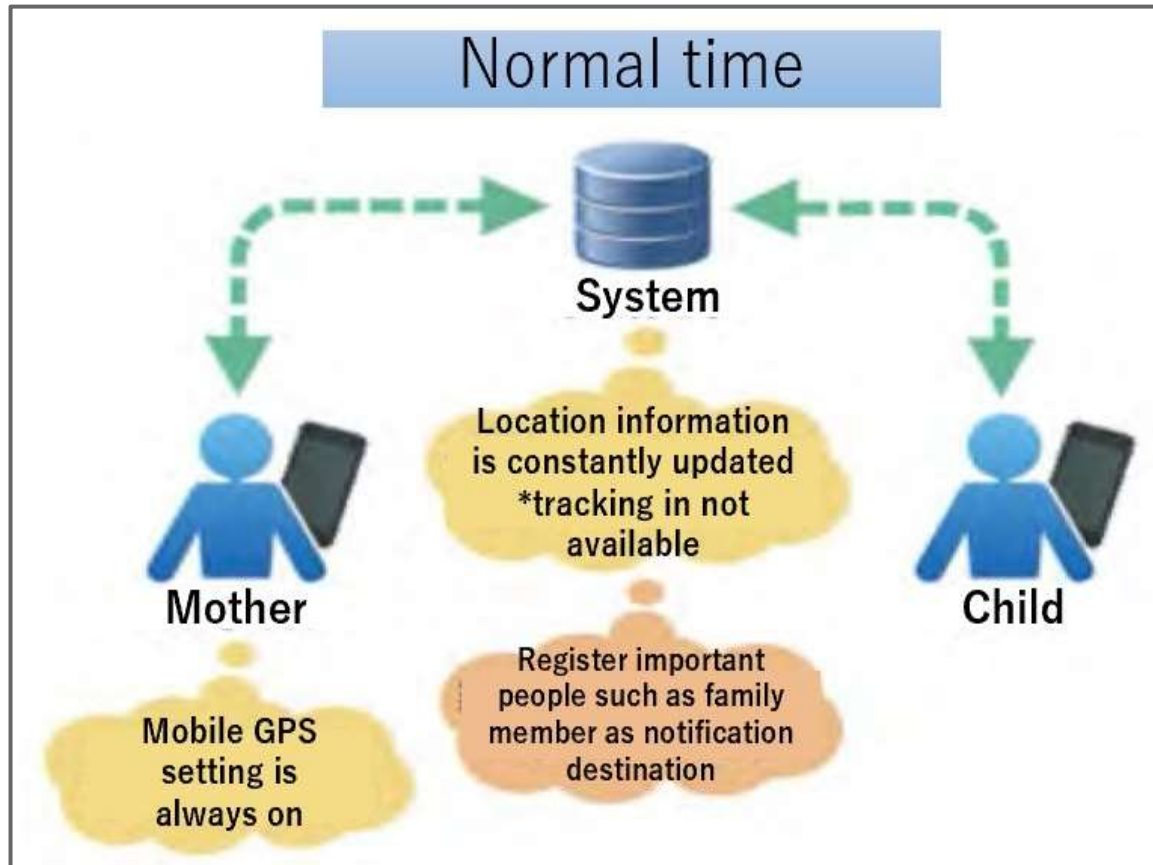 Normal time
System
Location information
is constantly updated
*tracking in not
available
Mother
Child
Register important
people such as family
member as notification
destination
Mobile GPS
setting is
always on